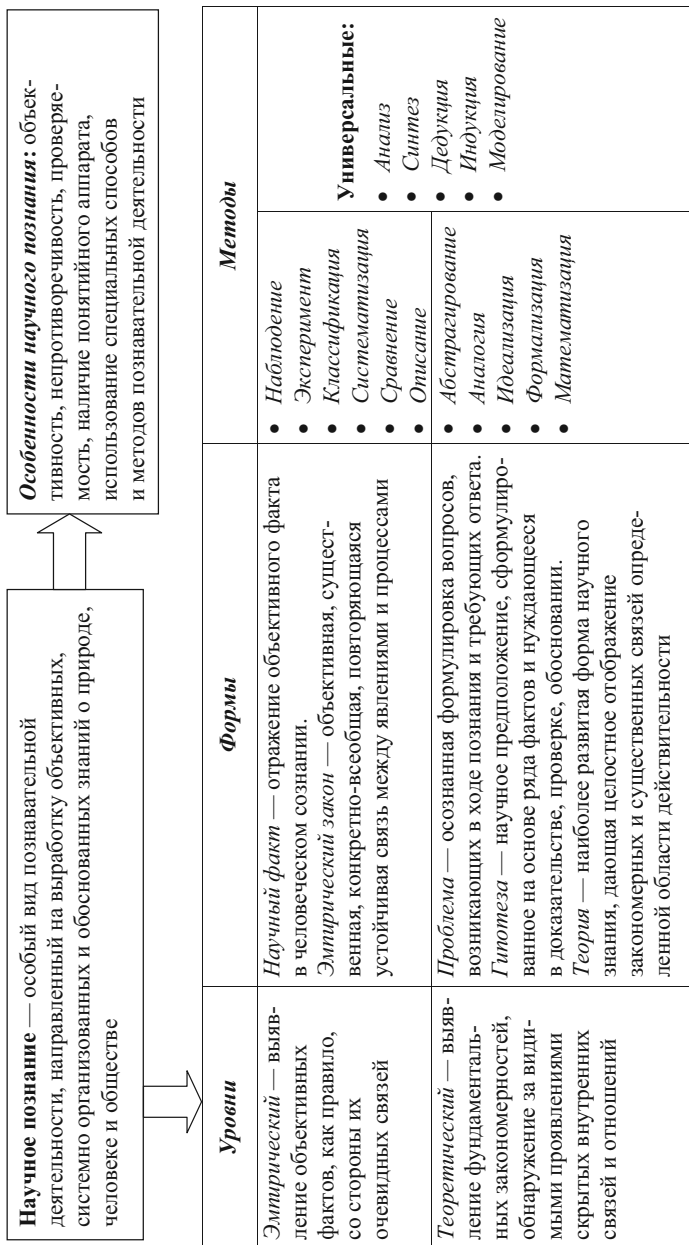 Научное познание — особый вид познавательной
деятельности, направленный на выработку объективных,
системно организованных и обоснованных знаний о природе,
человеке и обществе
Особенности научного познания: объек-
тивность, непротиворечивость, проверяе-
мость, наличие понятийного аппарата,
использование специальных способов
и методов познавательной деятельности
Уровни
Формы
Методы
Эмпирический — выяв-
ление объективных
фактов, как правило,
со стороны их
очевидных связей
Научный факт — отражение объективного факта
в человеческом сознании.
Эмпирический закон — объективная, сущест-
венная, конкретно-всеобщая, повторяющаяся
устойчивая связь между явлениями и процессами
• Наблюдение
• Эксперимент
• Классификация
• Систематизация
• Сравнение
• Описание
Универсальные:
• Анализ
• Синтез
• Дедукция
• Индукция
• Моделирование
Теоретический — выяв-
ление фундаменталь-
ных закономерностей,
обнаружение за види-
мыми проявлениями
скрытых внутренних
связей и отношений
Проблема — осознанная формулировка вопросов,
возникающих в ходе познания и требующих ответа.
Гипотеза — научное предположение, сформулиро-
ванное на основе ряда фактов и нуждающееся
в доказательстве, проверке, обосновании.
Теория — наиболее развитая форма научного
знания, дающая целостное отображение
закономерных и существенных связей опреде-
ленной области действительности
• Абстрагирование
• Аналогия
• Идеализация
• Формализация
• Математизация